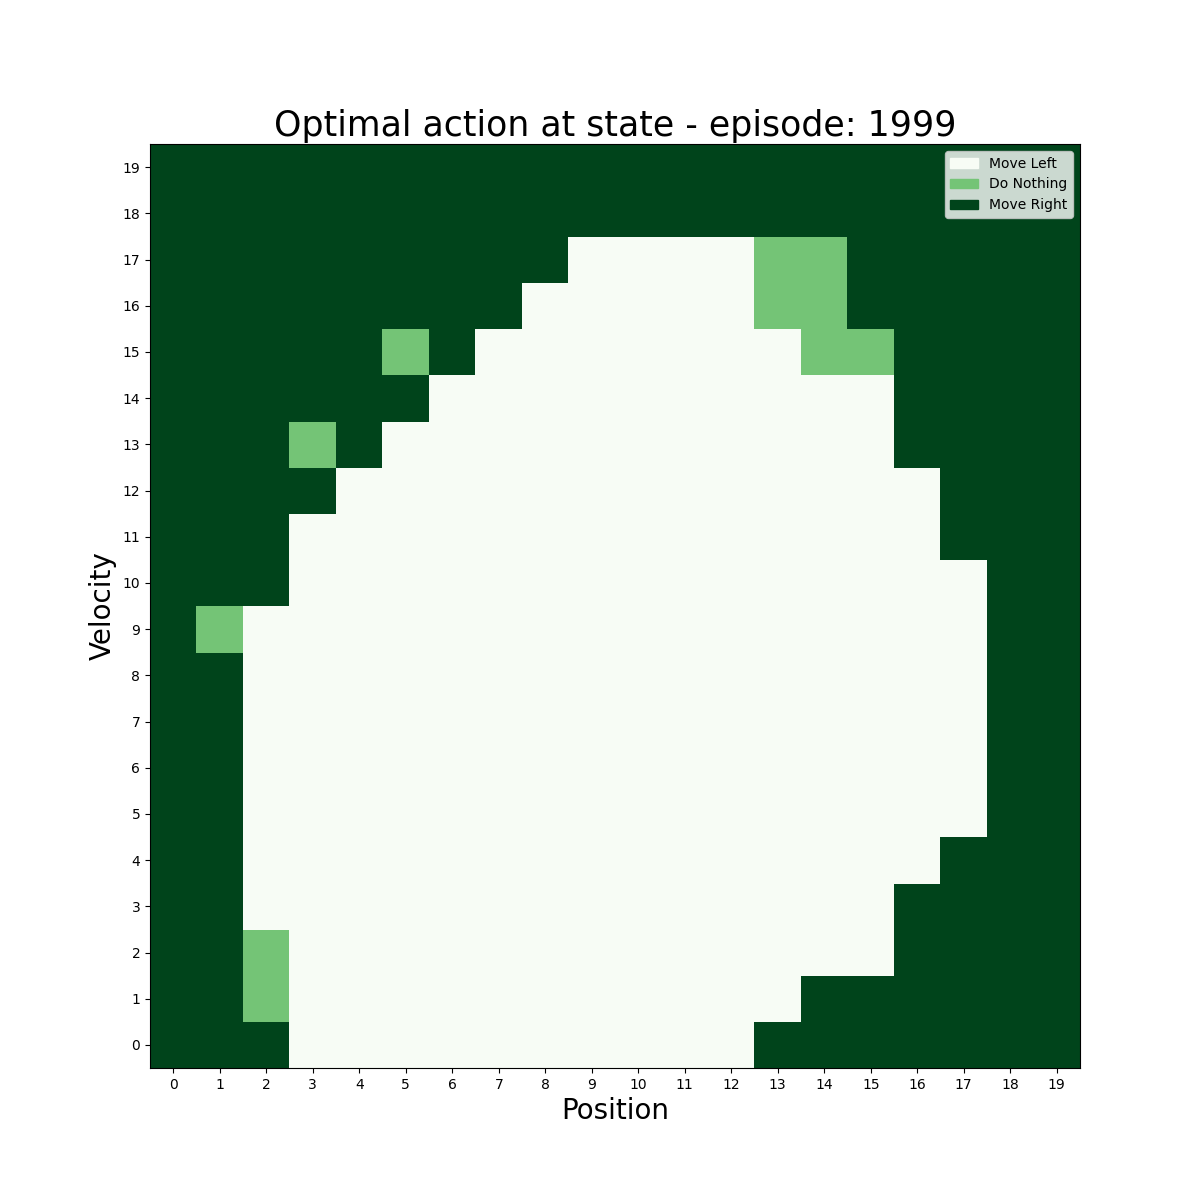 Optimal action at state - episode: 1999
Move Left
Do Nothing
Move Right
Velocity
19
18
17
16
15
14
13
12
11
10
9
8
7
6
5
4
3
2
1
0
0 1 2 3 4 5 6 7 8 9 10 11 12 13 14 15 16 17 18 19
Position